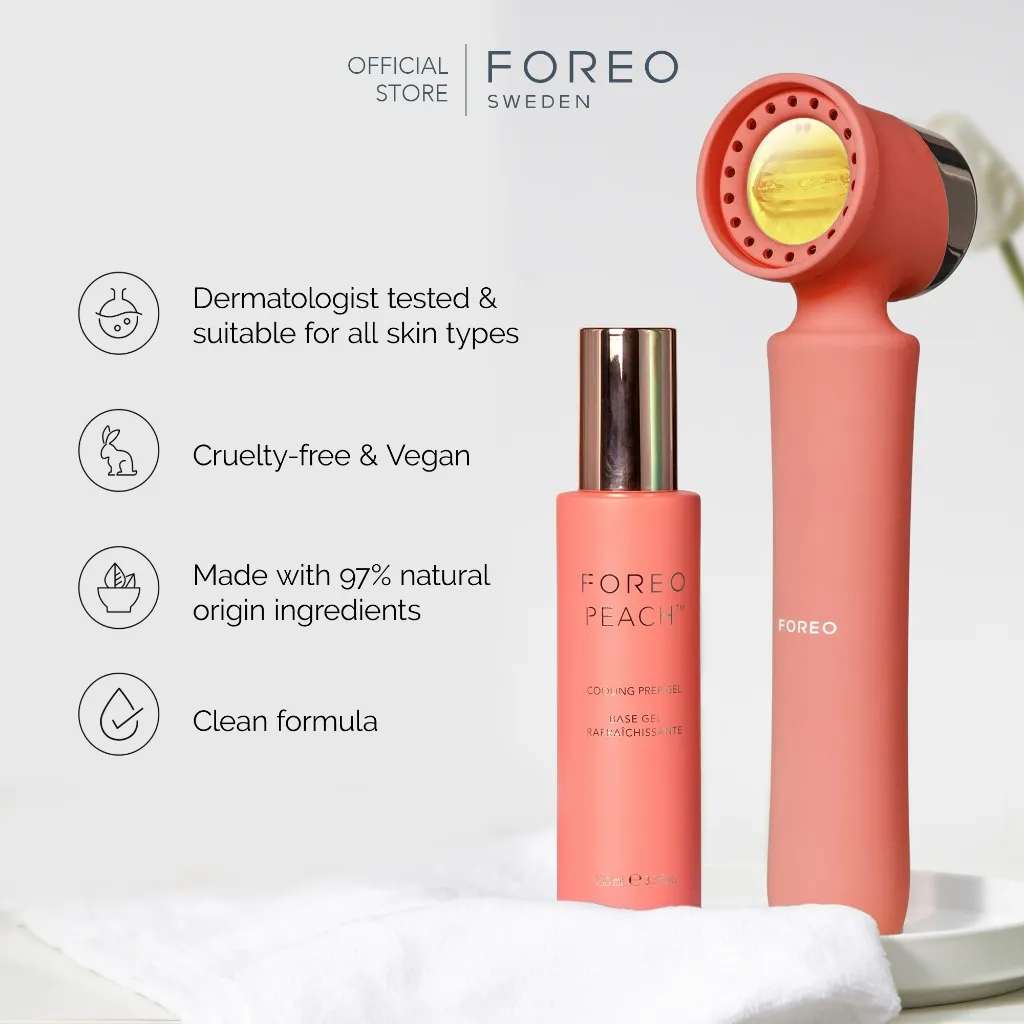 OFFICIAL
STORE
FOREO
SWEDEN
Dermatologist tested &
suitable for all skin types
Cruelty-free & Vegan
Made with 97% natural
origin ingredients
Clean formula
FOREO
PEACH™
COOLING PREP GEL
BASE GEL
RAFRAÎCHISSANTE
FOREO